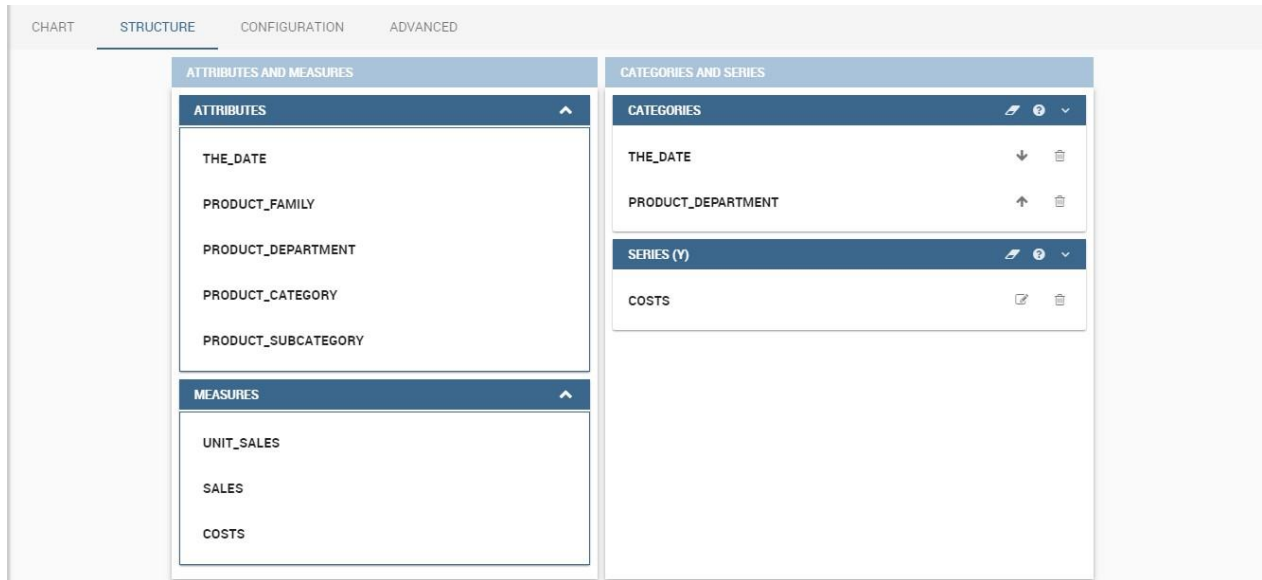 CHART STRUCTURE CONFIGURATION ADVANCED
ATTRIBUTES AND MEASURES
ATTRIBUTES
THE_DATE
PRODUCT_FAMILY
PRODUCT_DEPARTMENT
PRODUCT_CATEGORY
PRODUCT_SUBCATEGORY
MEASURES
UNIT_SALES
SALES
COSTS
CATEGORIES AND SERIES
CATEGORIES
THE_DATE
PRODUCT_DEPARTMENT
SERIES (Y)
COSTS